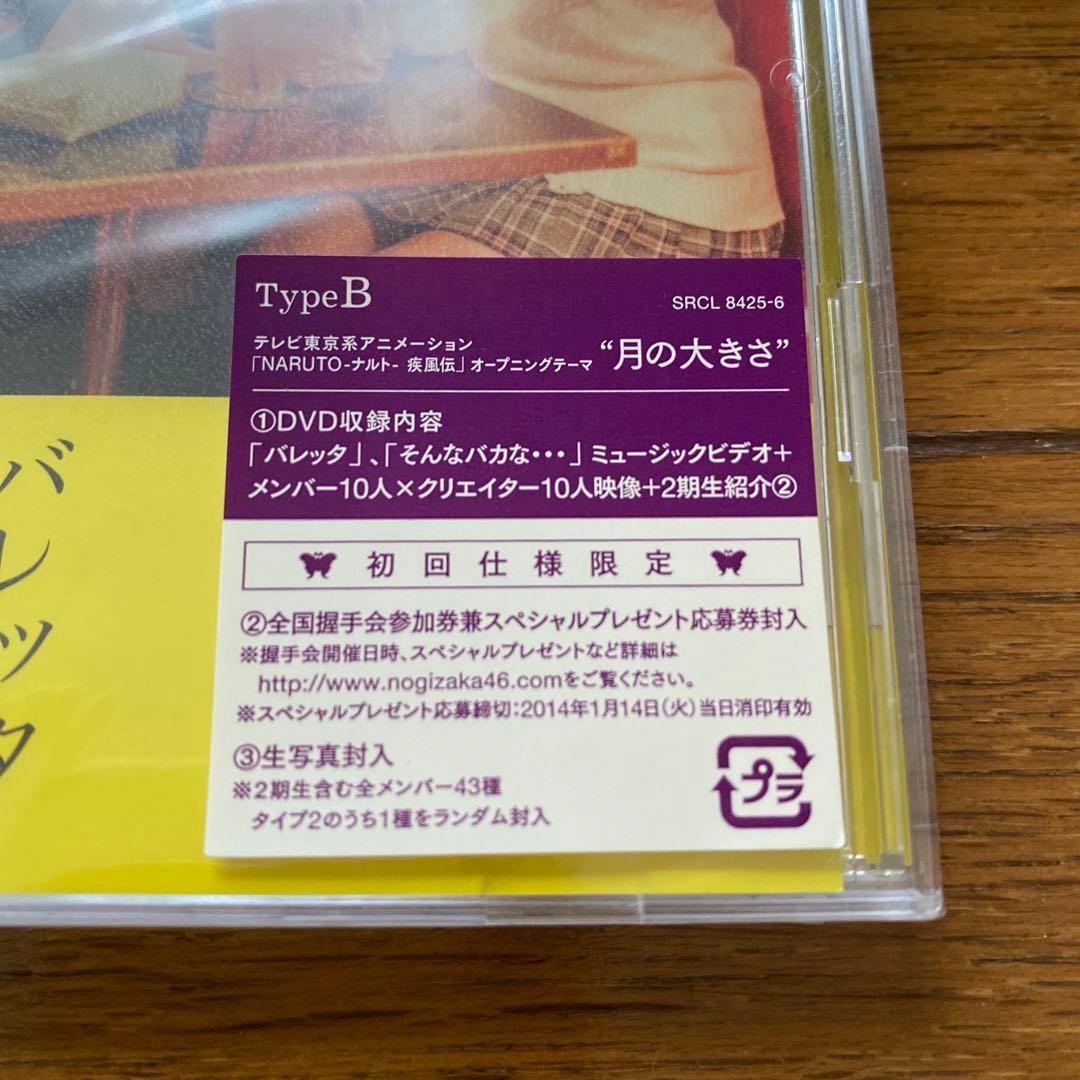 TypeB
SRCL 8425-6
テレビ東京系アニメーション
「NARUTO-ナルト- 疾風伝」オープニングテーマ “月の大きさ”
①DVD収録内容
「バレッタ」、「そんなバカな・・・」ミュージックビデオ+
メンバー10人×クリエイター10人映像+2期生紹介②
初回仕様限定
②全国握手会参加券兼スペシャルプレゼント応募券封入
※握手会開催日時、スペシャルプレゼントなど詳細は
http://www.nogizaka46.comをご覧ください。
※スペシャルプレゼント応募締切：2014年1月14日(火)当日消印有効
③生写真封入
※2期生含む全メンバー43種
タイプ2のうち1種をランダム封入
プラ
バレッタ